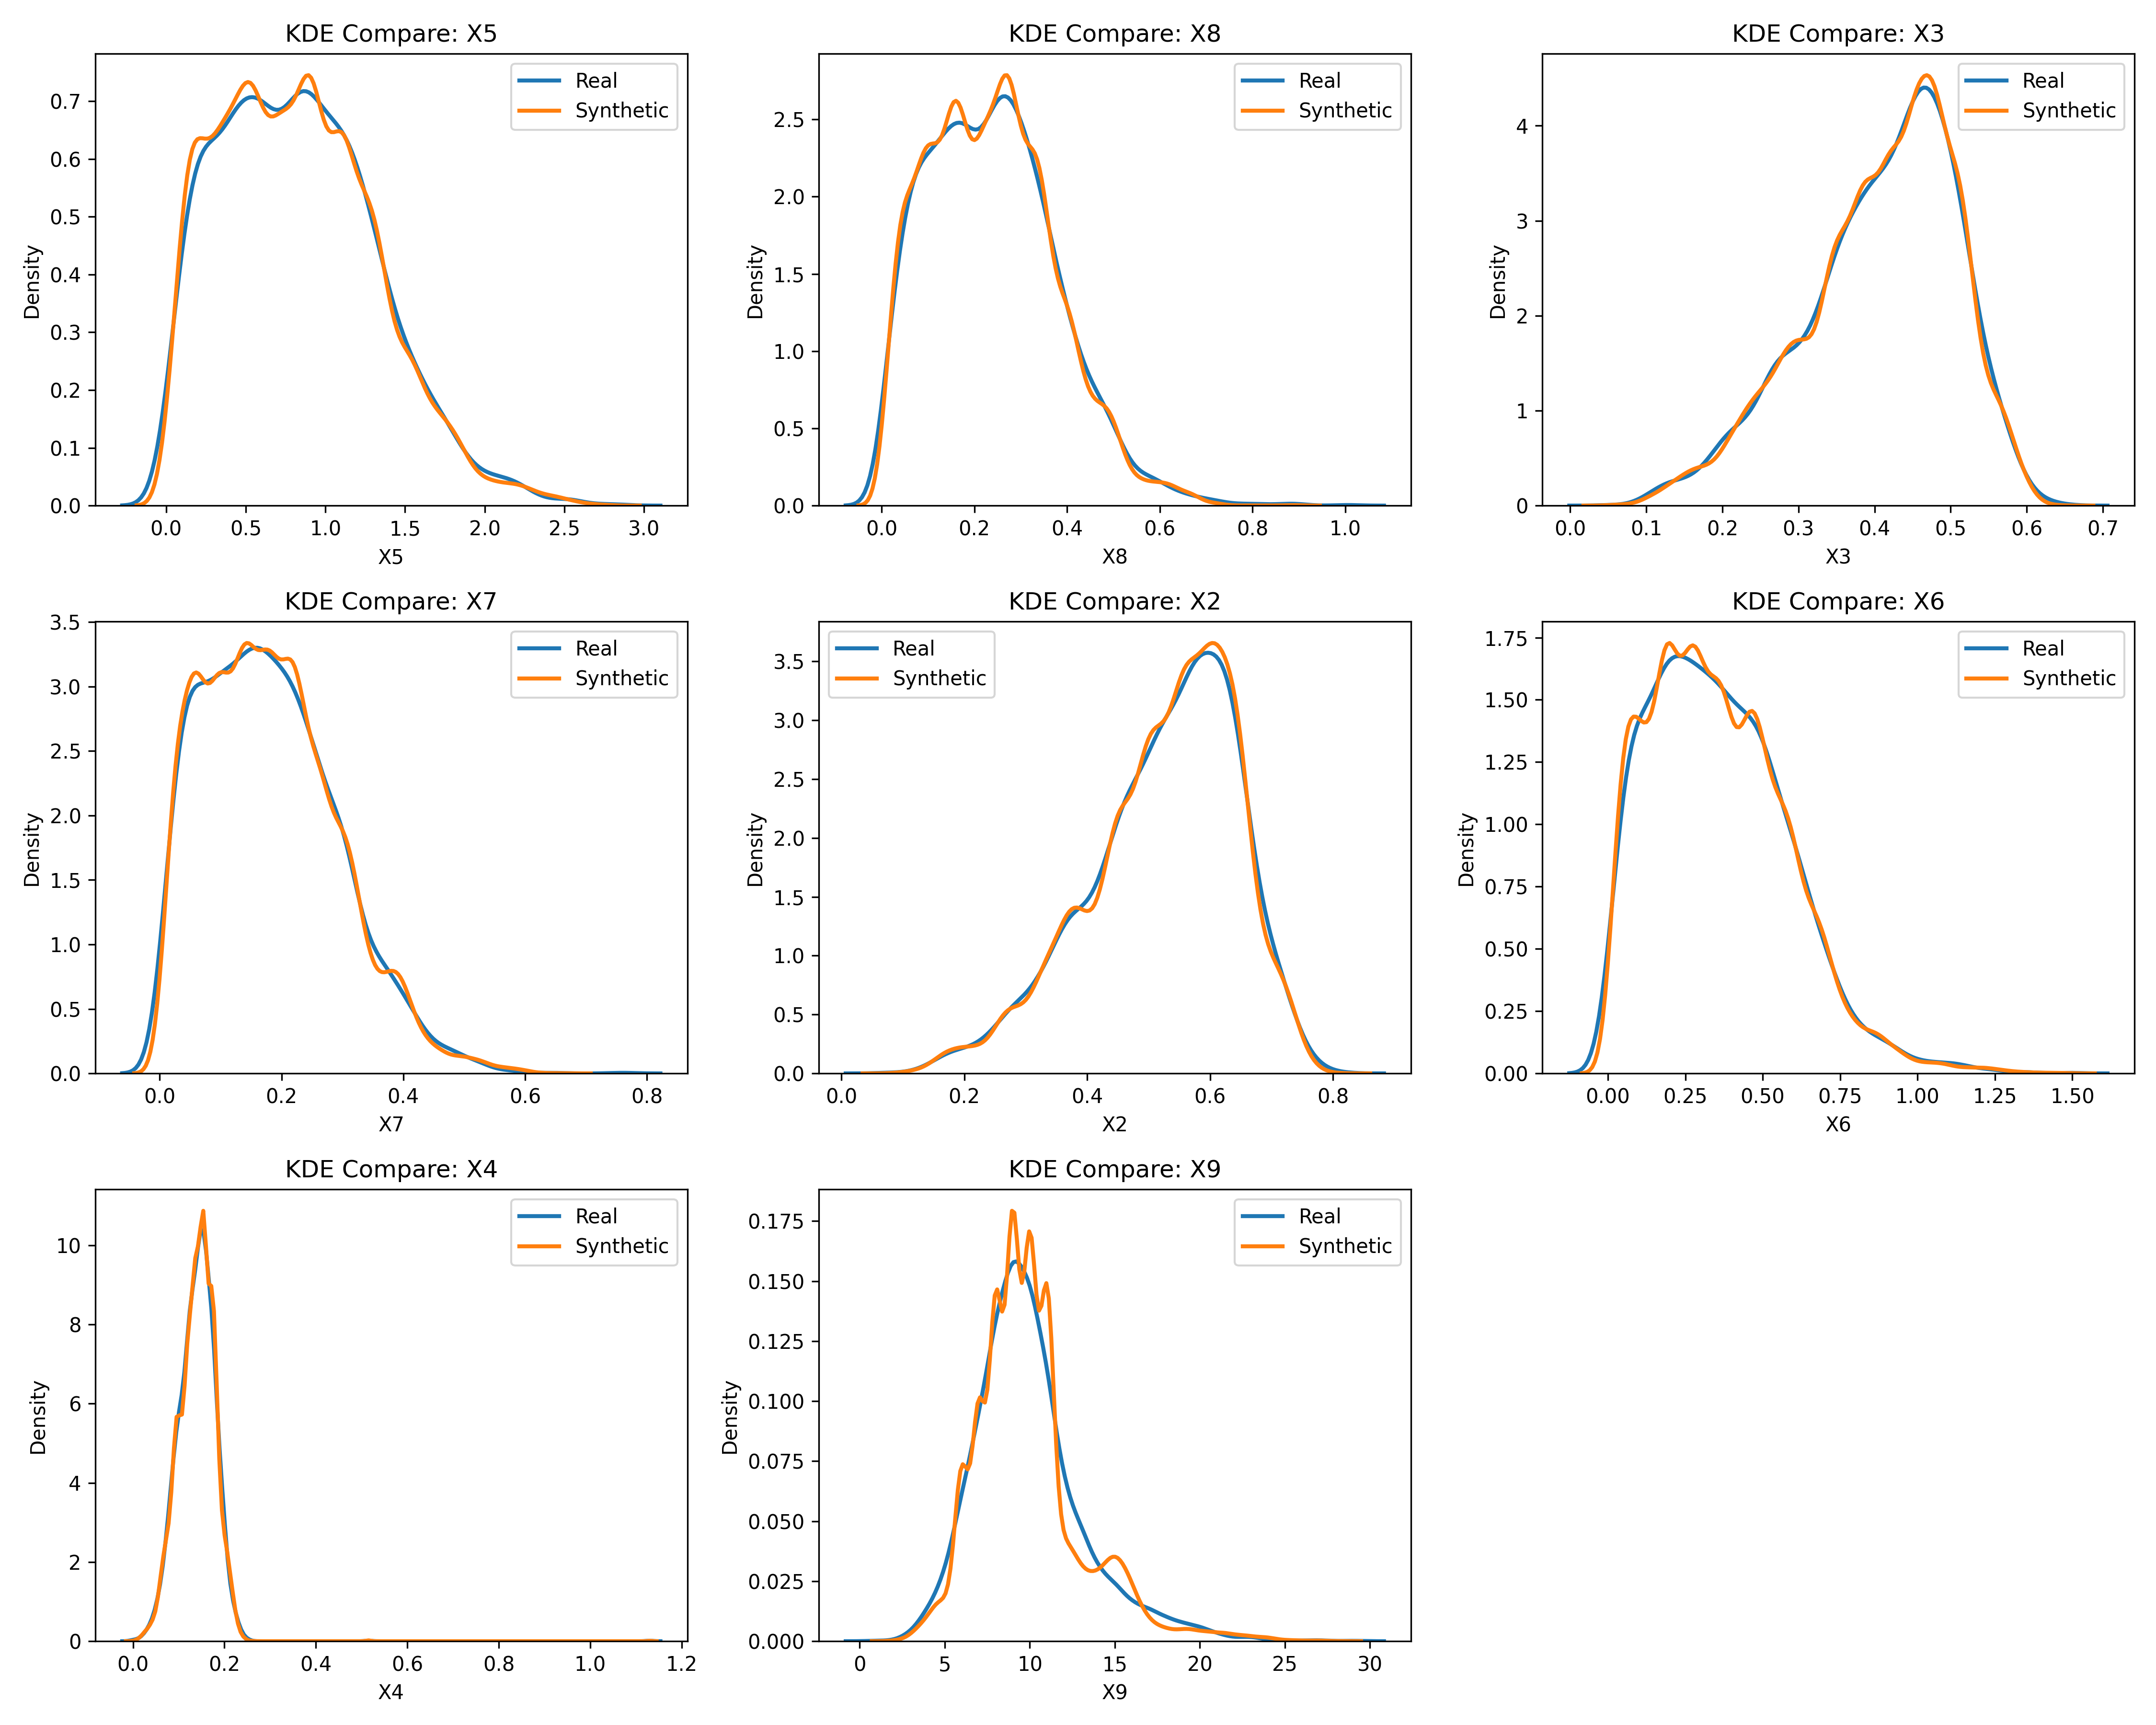 KDE Compare: X5
Real
Synthetic
0.7
0.6
0.5
0.4
0.3
0.2
0.1
0.0
Density
0.0 0.5 1.0 1.5 2.0 2.5 3.0
X5
KDE Compare: X8
Real
Synthetic
2.5
2.0
1.5
1.0
0.5
0.0
Density
0.0 0.2 0.4 0.6 0.8 1.0
X8
KDE Compare: X3
Real
Synthetic
4
3
2
1
0
Density
0.0 0.1 0.2 0.3 0.4 0.5 0.6 0.7
X3
KDE Compare: X7
Real
Synthetic
3.5
3.0
2.5
2.0
1.5
1.0
0.5
0.0
Density
0.0 0.2 0.4 0.6 0.8
X7
KDE Compare: X2
Real
Synthetic
3.5
3.0
2.5
2.0
1.5
1.0
0.5
0.0
Density
0.0 0.2 0.4 0.6 0.8
X2
KDE Compare: X6
Real
Synthetic
1.75
1.50
1.25
1.00
0.75
0.50
0.25
0.00
Density
0.00 0.25 0.50 0.75 1.00 1.25 1.50
X6
KDE Compare: X4
Real
Synthetic
10
8
6
4
2
0
Density
0.0 0.2 0.4 0.6 0.8 1.0 1.2
X4
KDE Compare: X9
Real
Synthetic
0.175
0.150
0.125
0.100
0.075
0.050
0.025
0.000
Density
0 5 10 15 20 25 30
X9